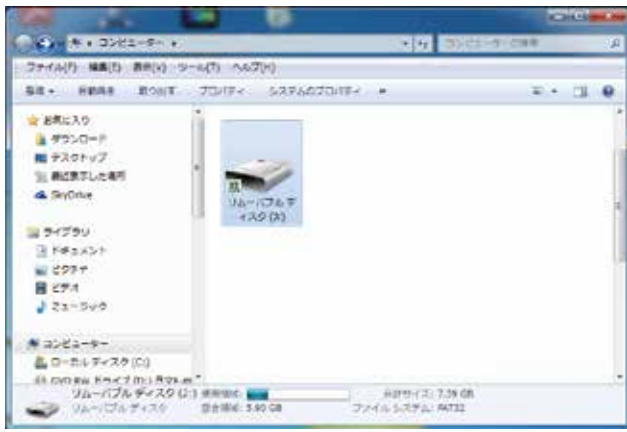 コンピューター
コンピューターの検索
ファイル(F) 編集(E) 表示(V) ツール(T) ヘルプ(H)
整理 自動再生 取り出す プロパティ システムのプロパティ
お気に入り
ダウンロード
デスクトップ
最近表示した場所
SkyDrive
リムーバブル デ
ィスク
ライブラリ
ドキュメント
ピクチャ
ビデオ
ミュージック
コンピューター
ローカル ディスク (C:)
リムーバブル ディスク 使用領域:
合計サイズ: 7.39 GB
リムーバブル ディスク 空き領域: 5.90 GB
ファイル システム: FAT32